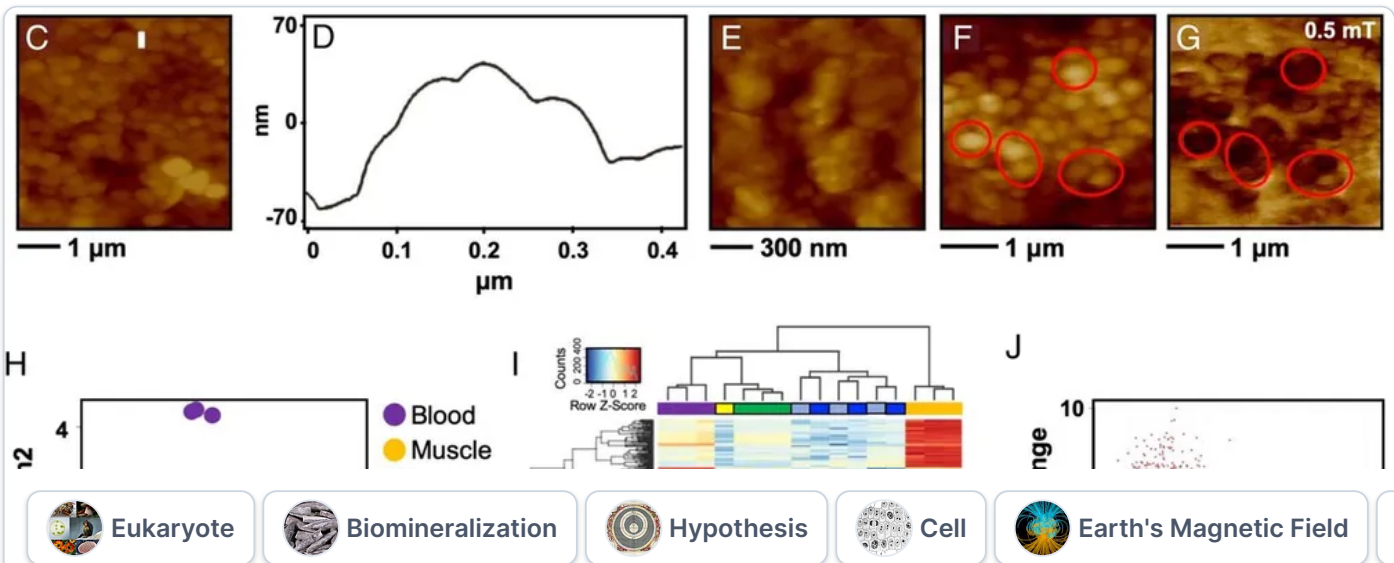 C
70
D
nm
0
-70
0
0.1
0.2
0.3
0.4
µm
E
F
G
0.5 mT
1 µm
300 nm
1 µm
1 µm
H
4
Blood
Muscle
I
Counts
0 200 400
-2 -1 0 1 2
Row Z-Score
J
10
Eukaryote
Biomineralization
Hypothesis
Cell
Earth's Magnetic Field